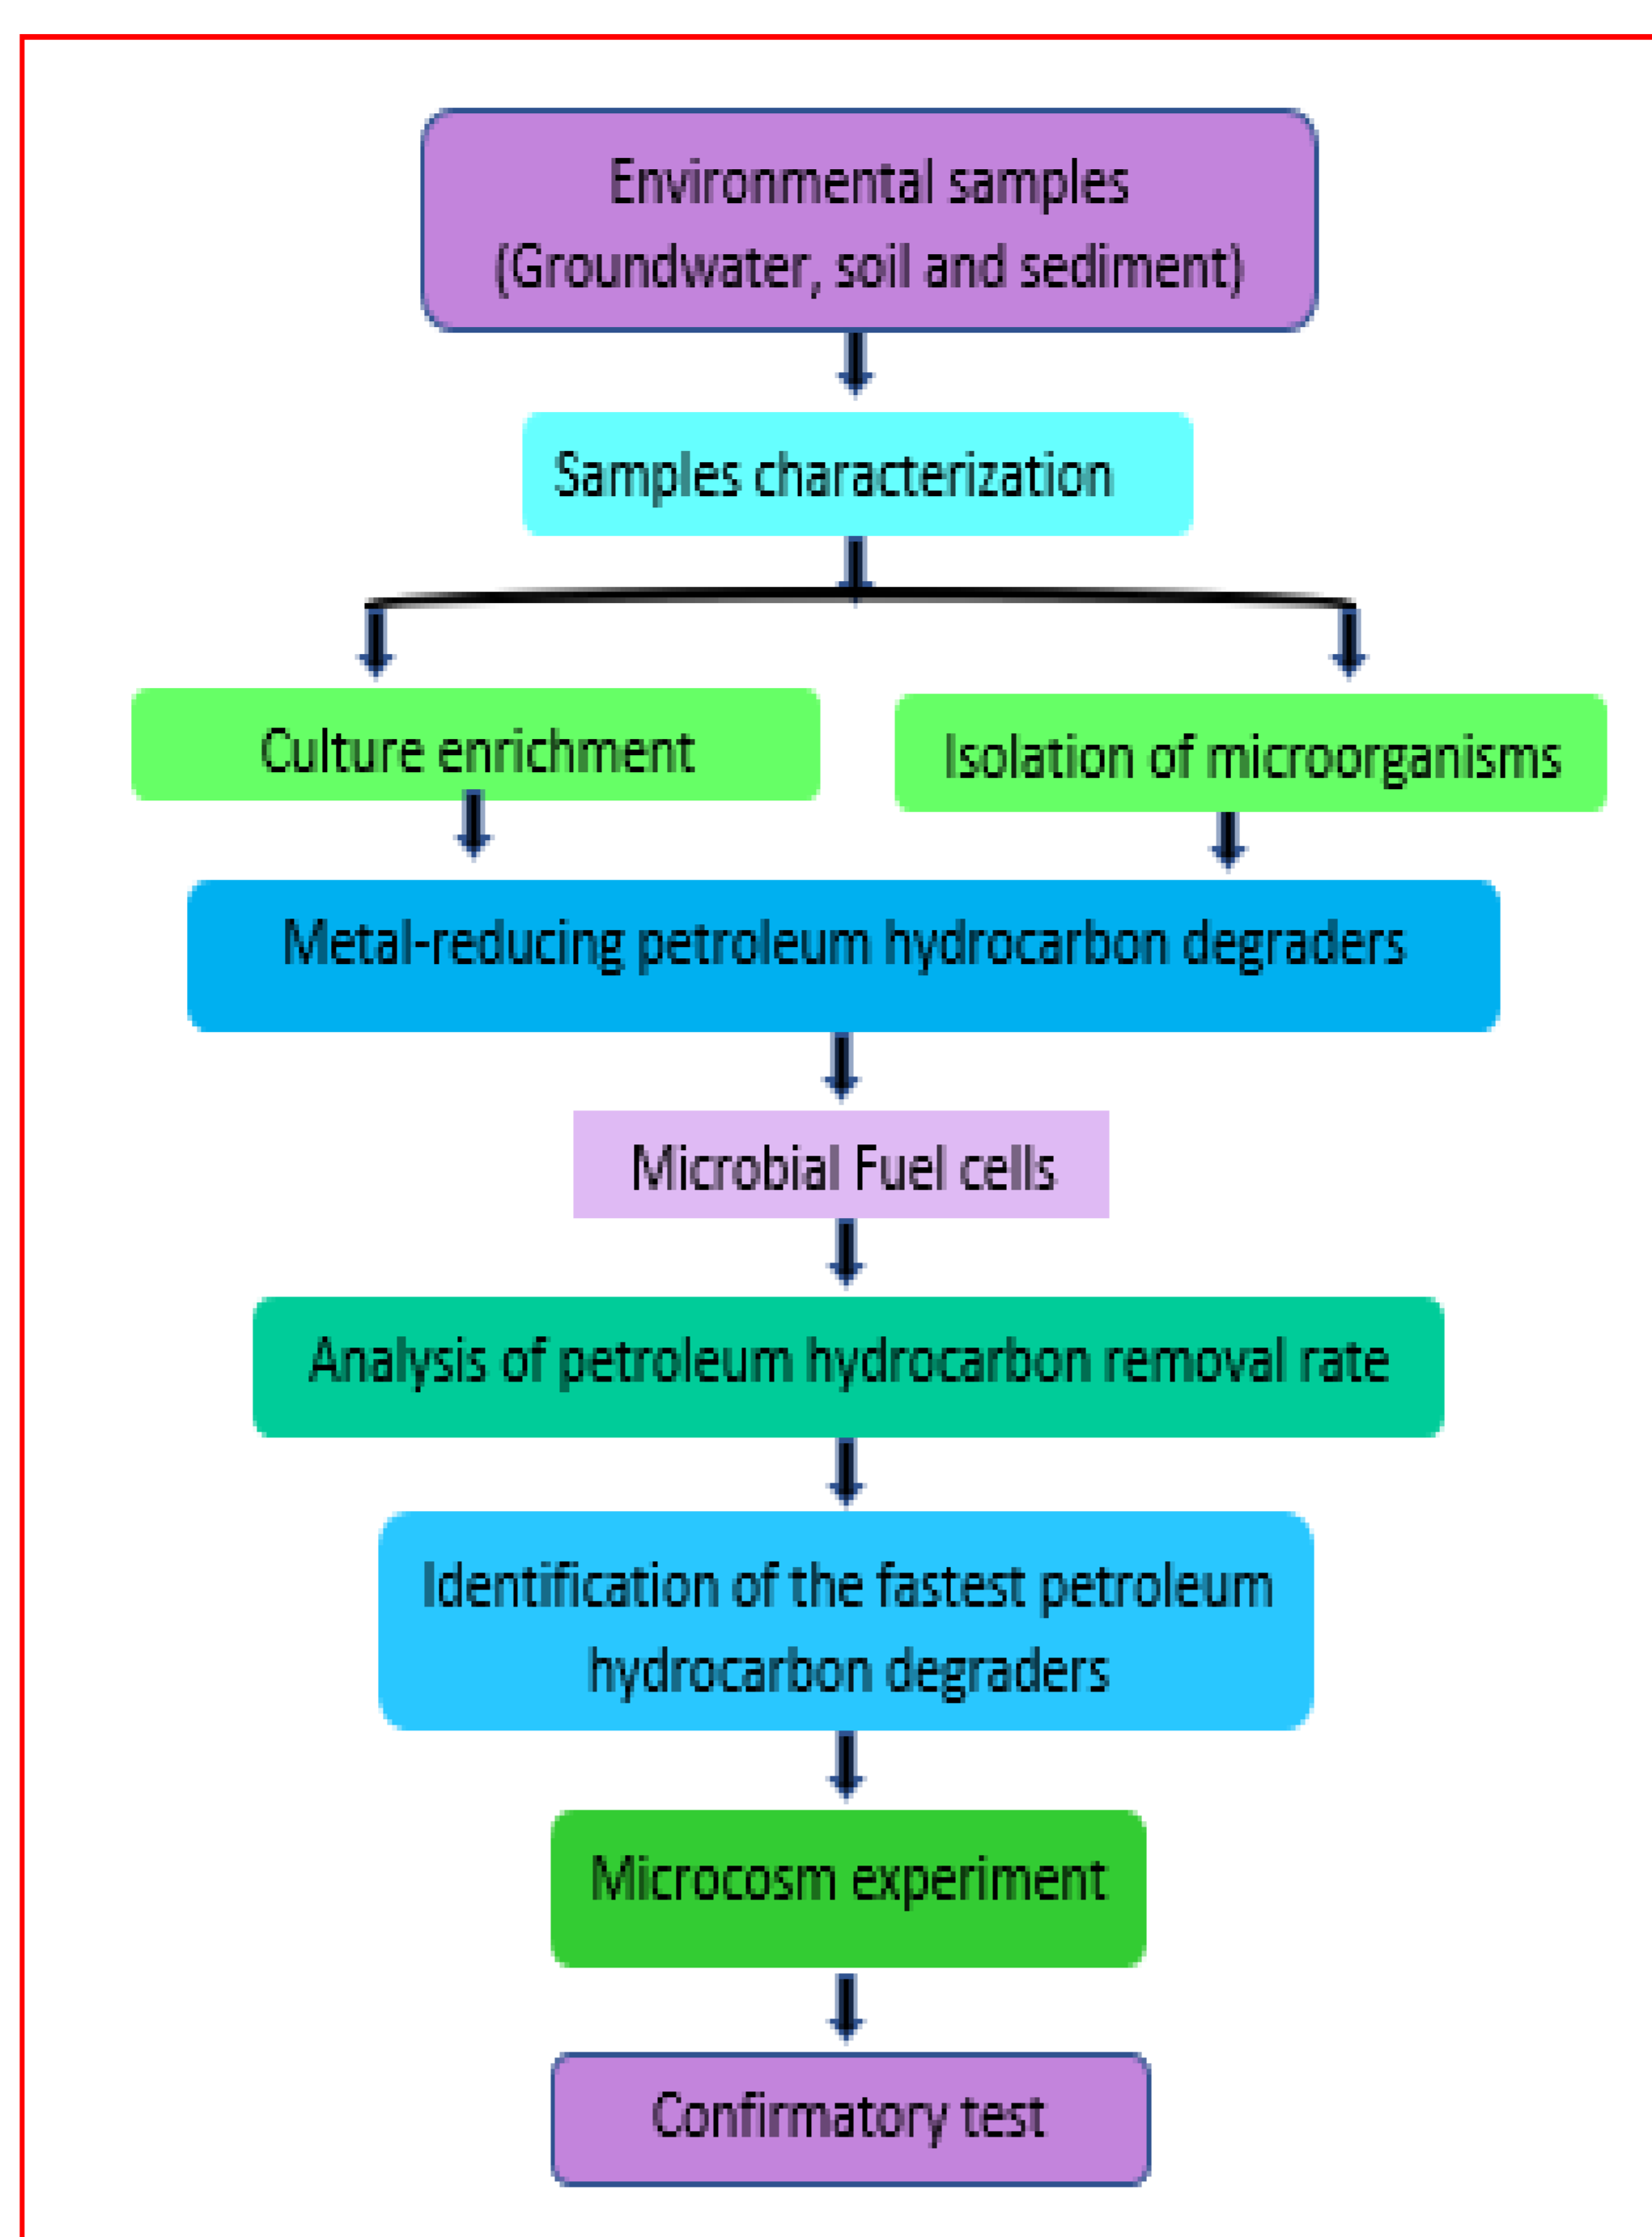 Environmental samples
(Groundwater, soil and sediment)
Samples characterization
Culture enrichment
Isolation of microorganisms
Metal-reducing petroleum hydrocarbon degraders
Microbial Fuel cells
Analysis of petroleum hydrocarbon removal rate
Identification of the fastest petroleum
hydrocarbon degraders
Microcosm experiment
Confirmatory test